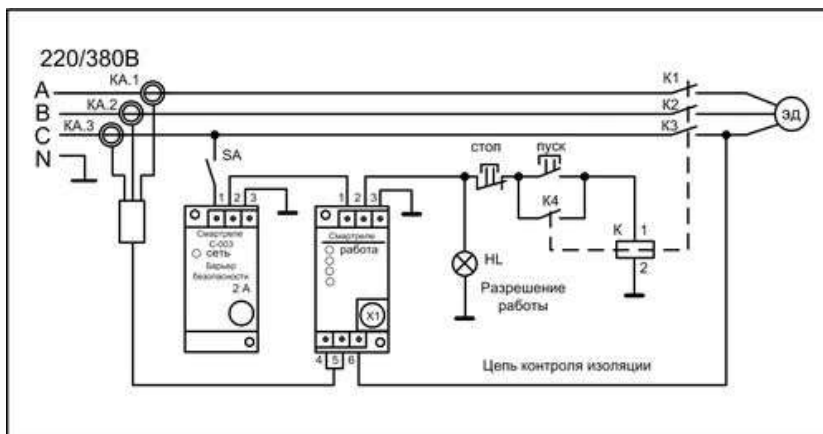 220/380В
КА.1
A
КА.2
B
КА.3
C
N
K1
K2
K3
ЭД
SA
стоп
пуск
K4
K
1
2
1 2 3
1 2 3
Смартреле
С-003
сеть
Барьер
безопасности
2 А
Смартреле
работа
X1
4 5 6
HL
Разрешение
работы
Цепь контроля изоляции